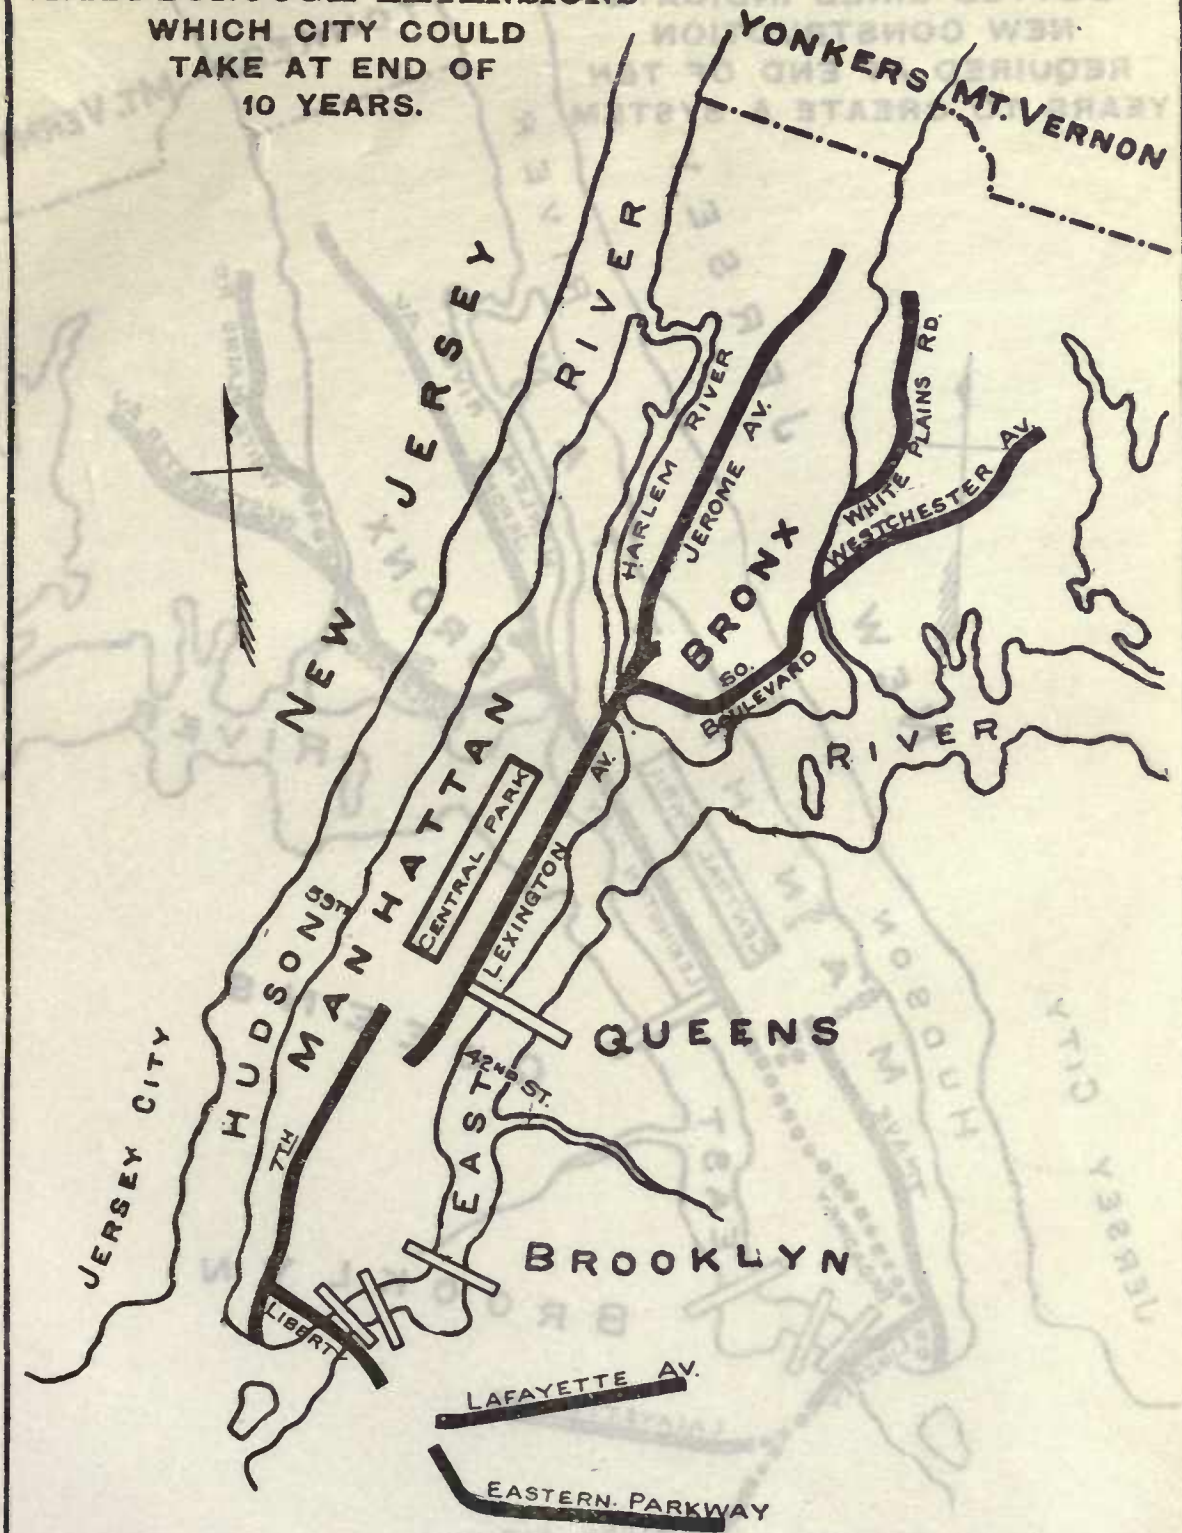 WHICH CITY COULD
TAKE AT END OF
10 YEARS.
YONKERS
MT. VERNON
NEW JERSEY
HUDSON RIVER
HARLEM RIVER
JEROME AV.
WHITE PLAINS RD.
WESTCHESTER AV.
BRONX
SO. BOULEVARD
MANHATTAN
CENTRAL PARK
LEXINGTON AV.
EAST RIVER
59TH
QUEENS
42ND ST.
7TH
JERSEY CITY
BROOKLYN
LIBERTY
LAFAYETTE AV.
EASTERN PARKWAY